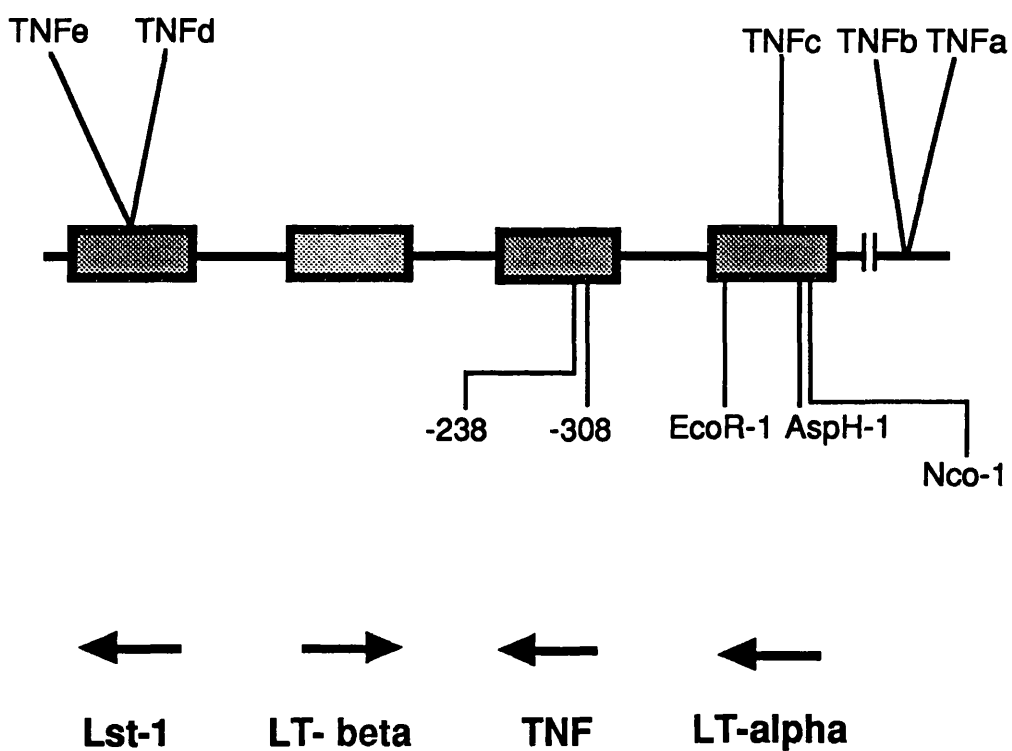 TNFe TNFd TNFc TNFb TNFa
-238 -308 EcoR-1 AspH-1
Nco-1
Lst-1 LT- beta TNF LT-alpha